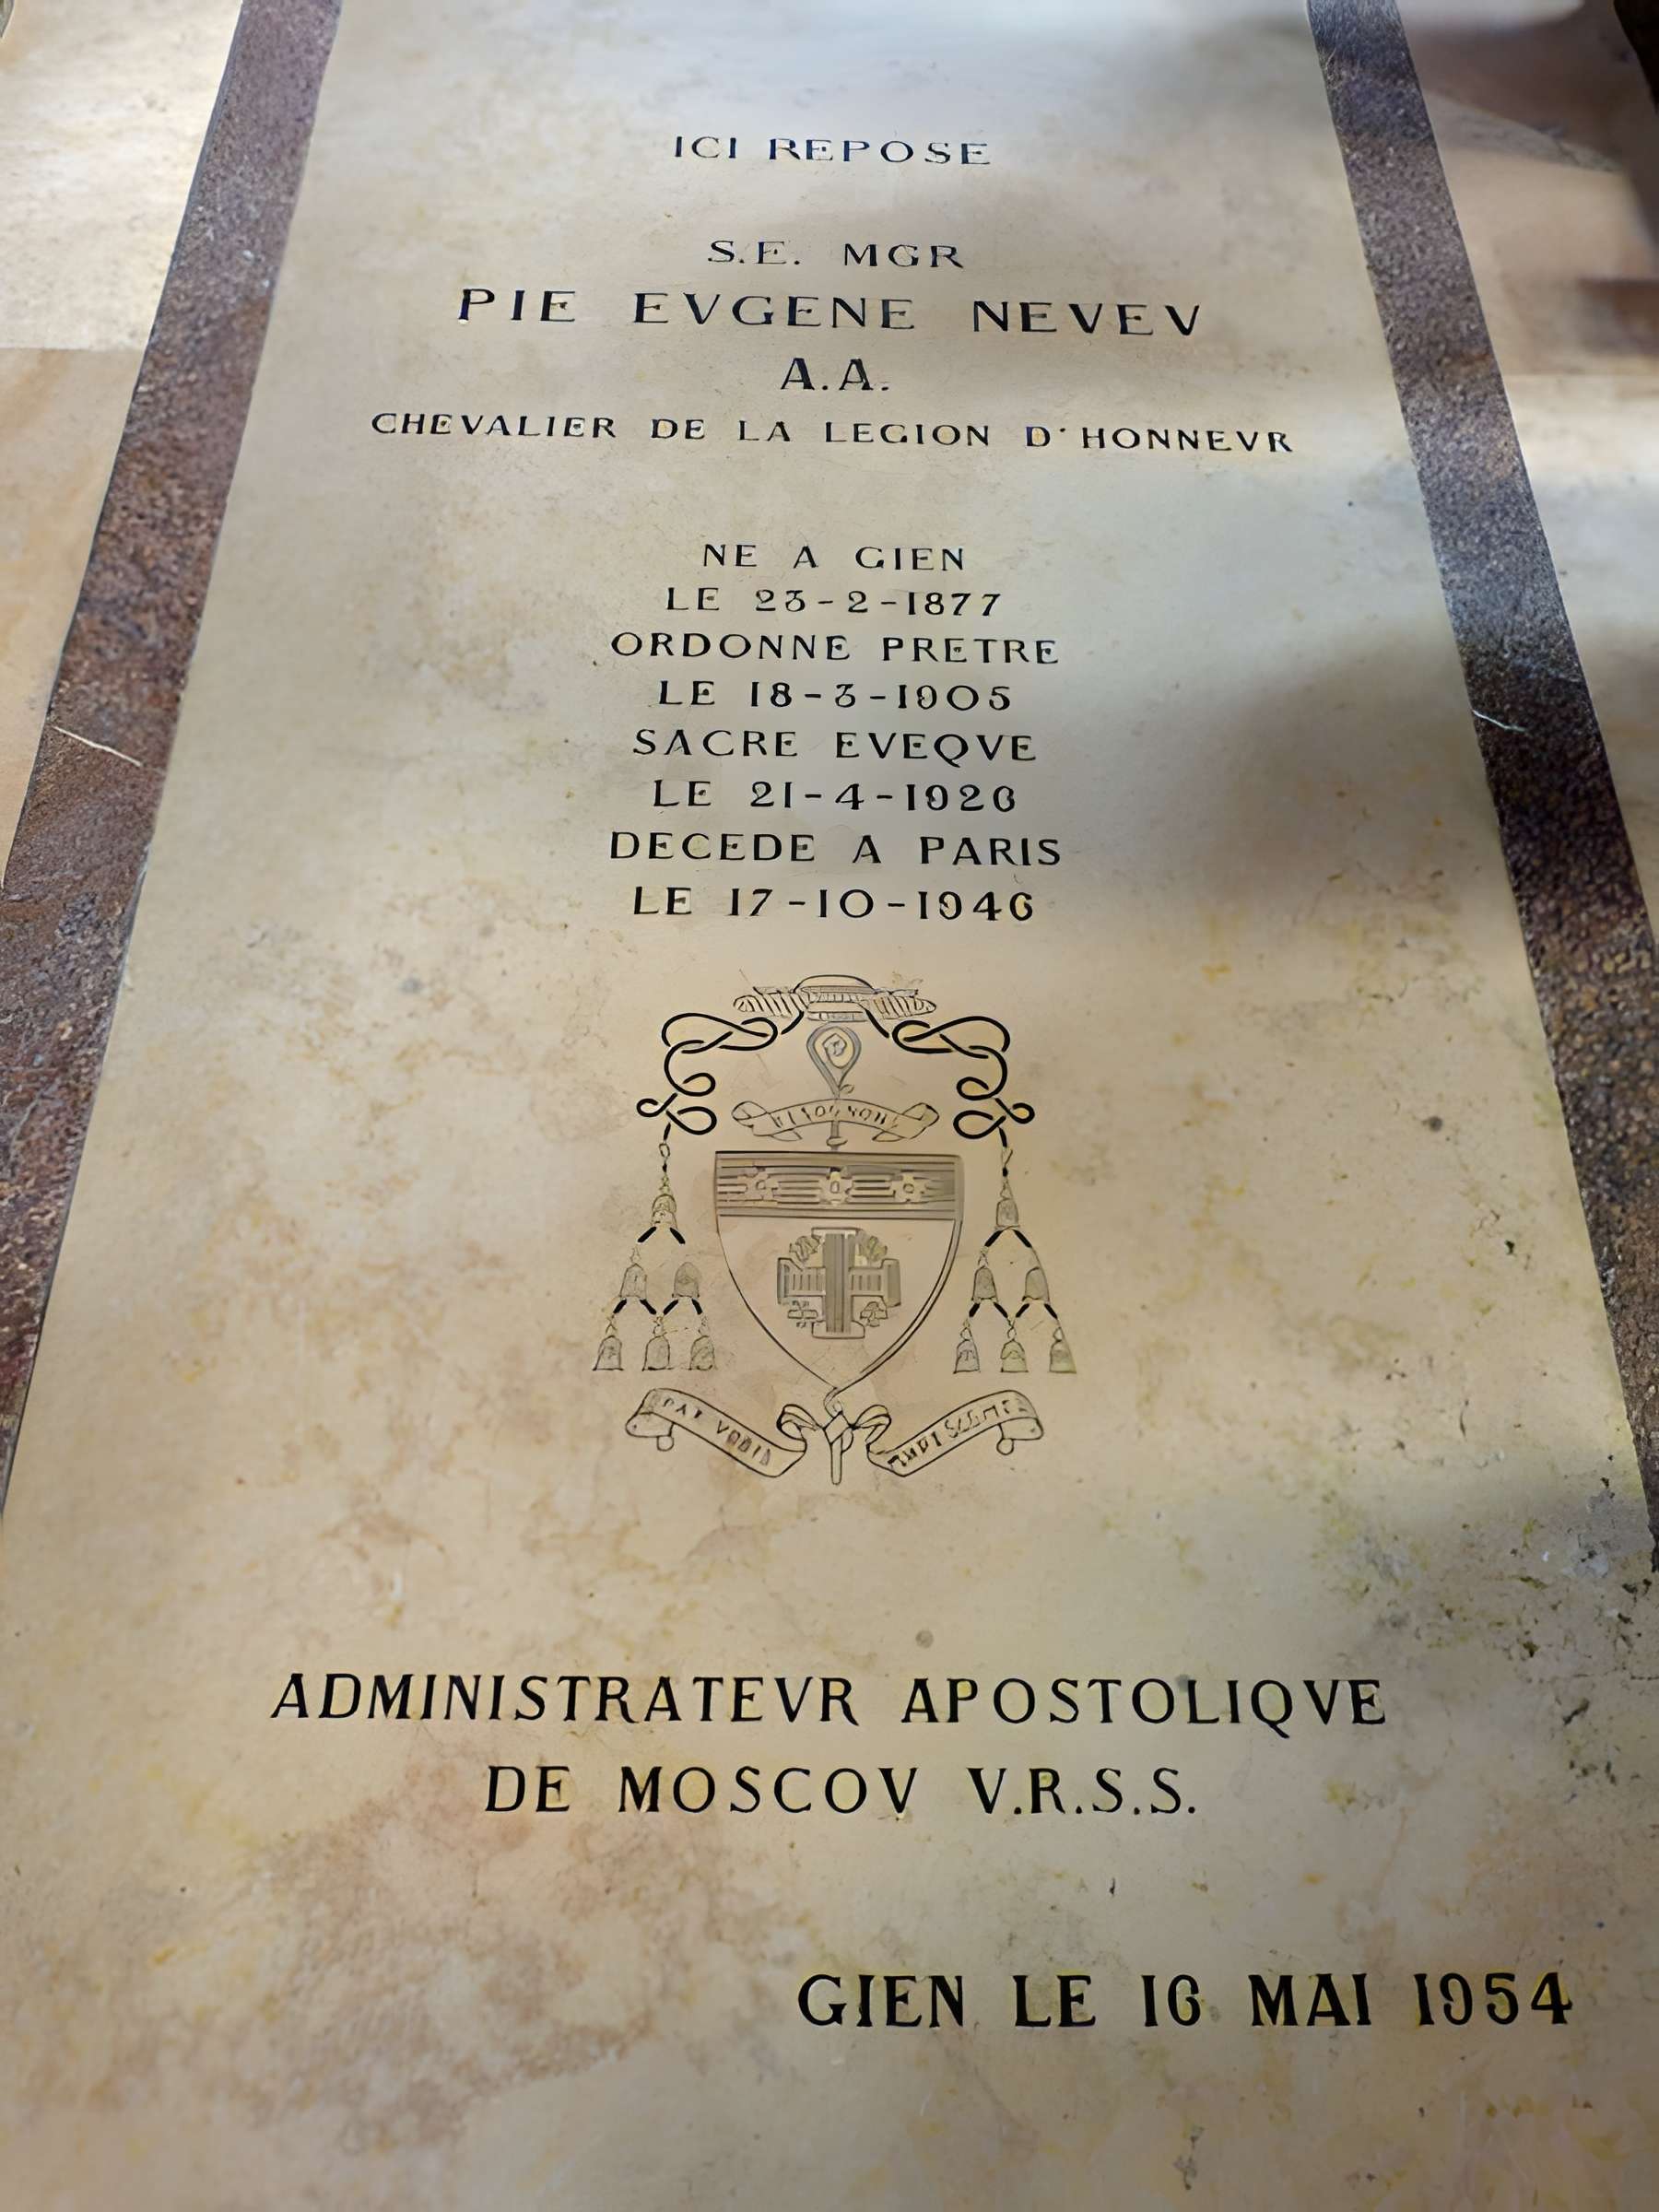 ICI REPOSE
S.E. MGR
PIE EVGENE NEVEV
A.A.
CHEVALIER DE LA LEGION D'HONNEVR
NE A GIEN
LE 23-2-1877
ORDONNE PRETRE
LE 18-3-1905
SACRE EVEQVE
LE 21-4-1926
DECEDE A PARIS
LE 17-10-1946
ADMINISTRATEVR APOSTOLIQVE
DE MOSCOV V.R.S.S.
GIEN LE 16 MAI 1954